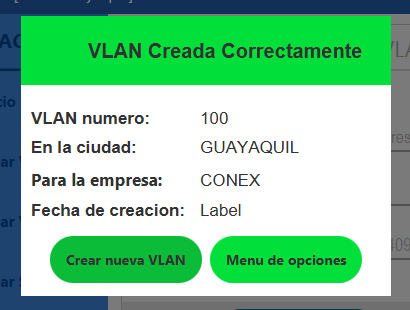 VLAN Creada Correctamente
VLAN numero: 100
En la ciudad: GUAYAQUIL
Para la empresa: CONEX
Fecha de creacion: Label
Crear nueva VLAN Menu de opciones